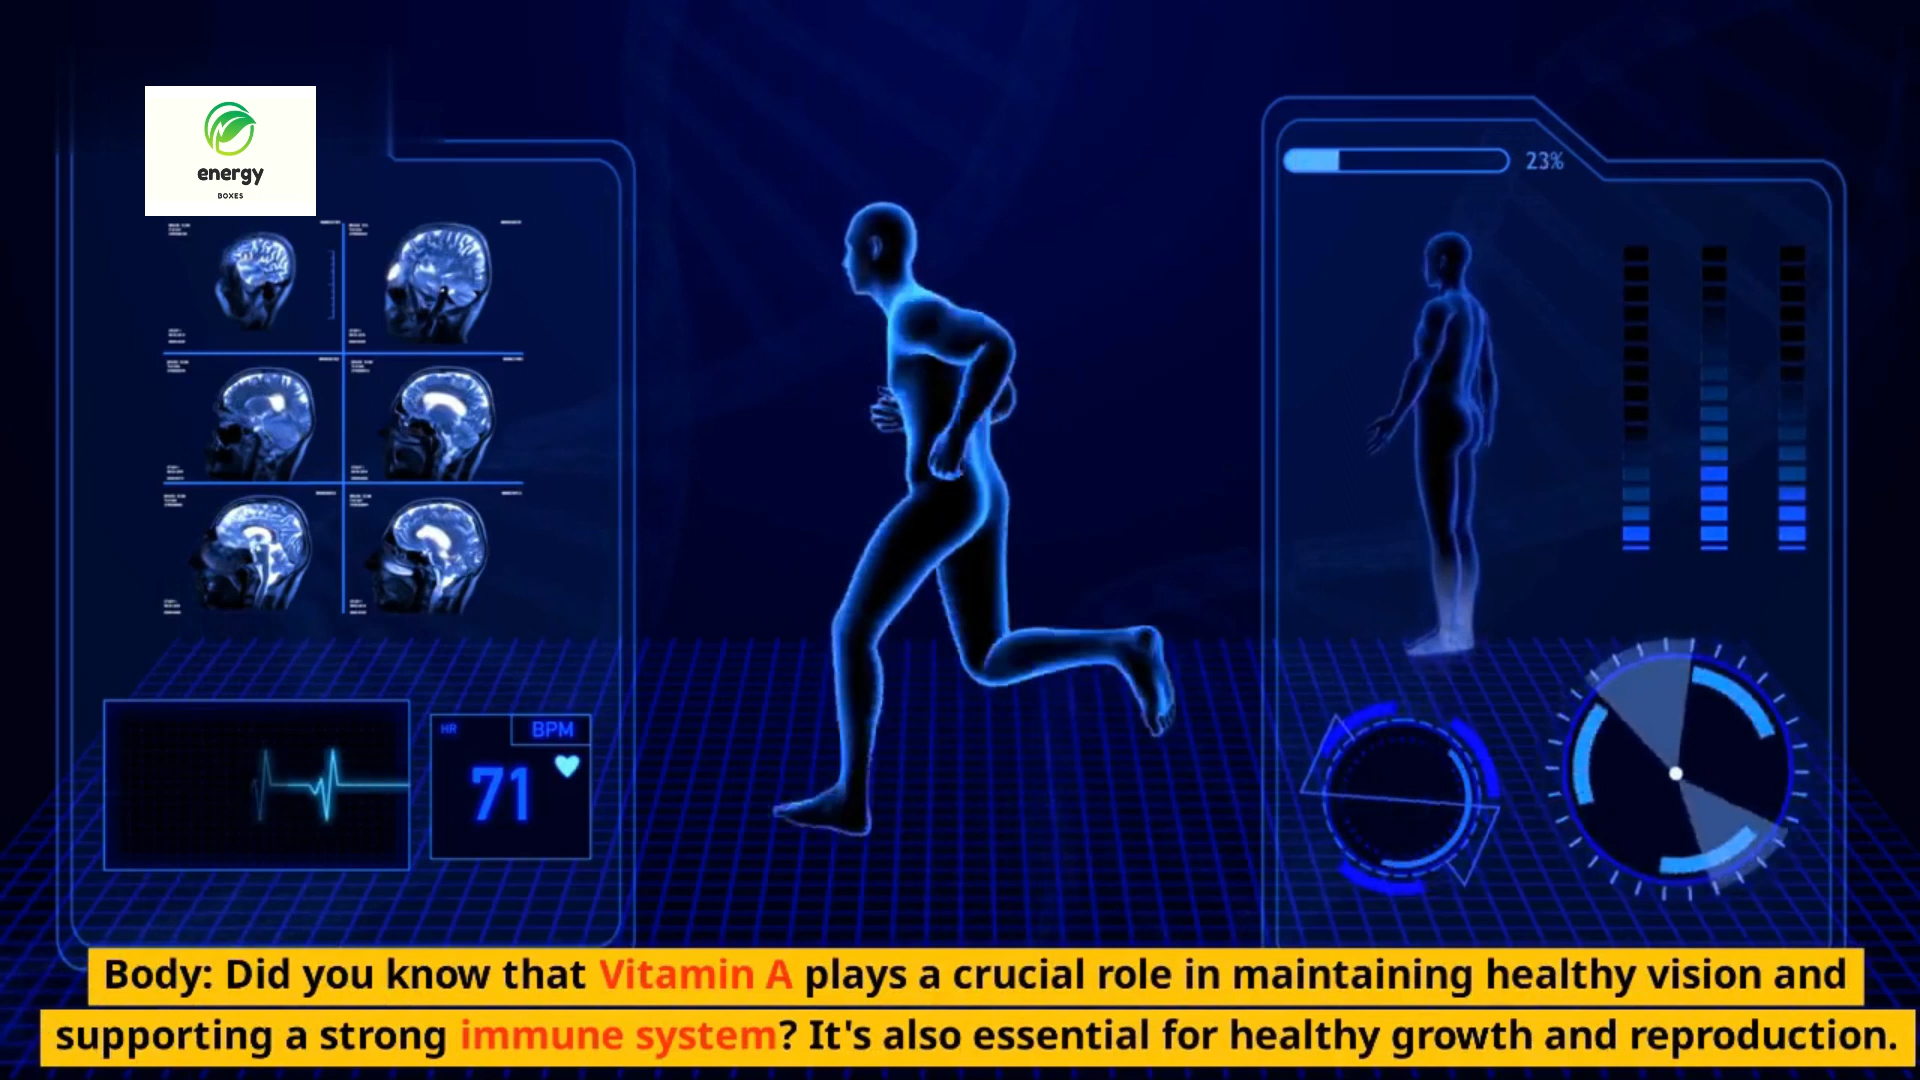 energy
BOXES
23%
HR
BPM
71
Body: Did you know that Vitamin A plays a crucial role in maintaining healthy vision and
supporting a strong immune system? It's also essential for healthy growth and reproduction.